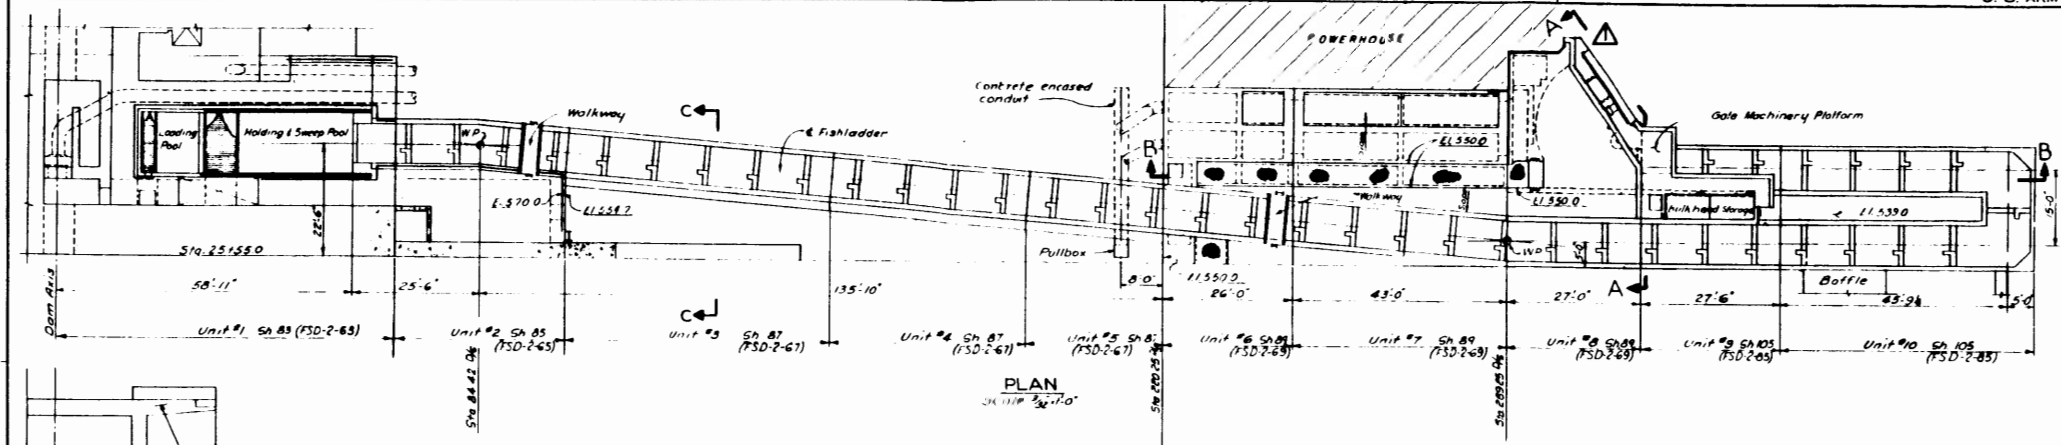 U. S. ARM
A
POWERHOUSE
Concrete encased
conduit
Walkway
C
℄ Fishladder
Gate Machinery Platform
Loading
Pool
Holding & Sweep Pool
W.P.
El.550.0
B
B
Walkway
El.550.0
Bulkhead Storage
El.539.0
15'-0"
El.570.0
El.559.7
22'-6"
5'-0"
W.P.
Sta. 25+55.0
Pullbox
8'-0"
El.550.0
Baffle
Dam Axis
58'-11"
25'-6"
135'-10"
26'-0"
43'-0"
27'-0"
A
27'-6"
5'-0"
C
Unit #1 Sh 83 (FSD-2-63)
Unit #2 Sh 85
(FSD-2-65)
Unit #3 Sh 87
(FSD-2-67)
Unit #4 Sh 87
(FSD-2-67)
Unit #5 Sh 87
(FSD-2-67)
Unit #6 Sh 89
(FSD-2-69)
Unit #7 Sh 89
(FSD-2-69)
Unit #8 Sh 89
(FSD-2-69)
Unit #9 Sh 105
(FSD-2-85)
Unit #10 Sh 105
(FSD-2-85)
PLAN
3/32"=1'-0"